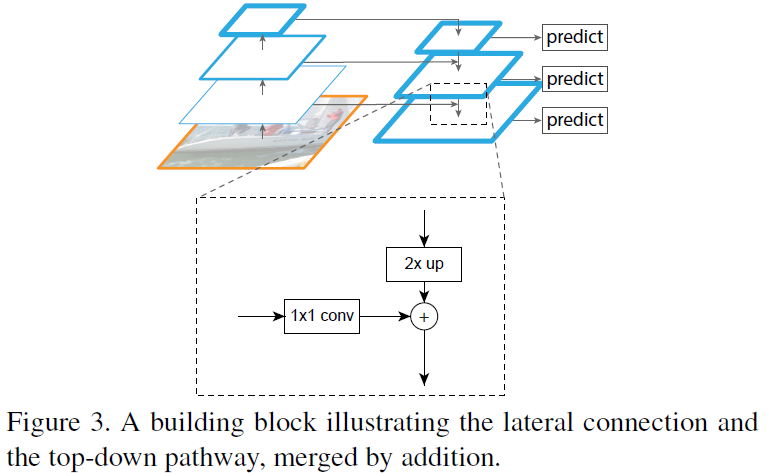 predict
predict
predict
2x up
1x1 conv
+
Figure 3. A building block illustrating the lateral connection and
the top-down pathway, merged by addition.